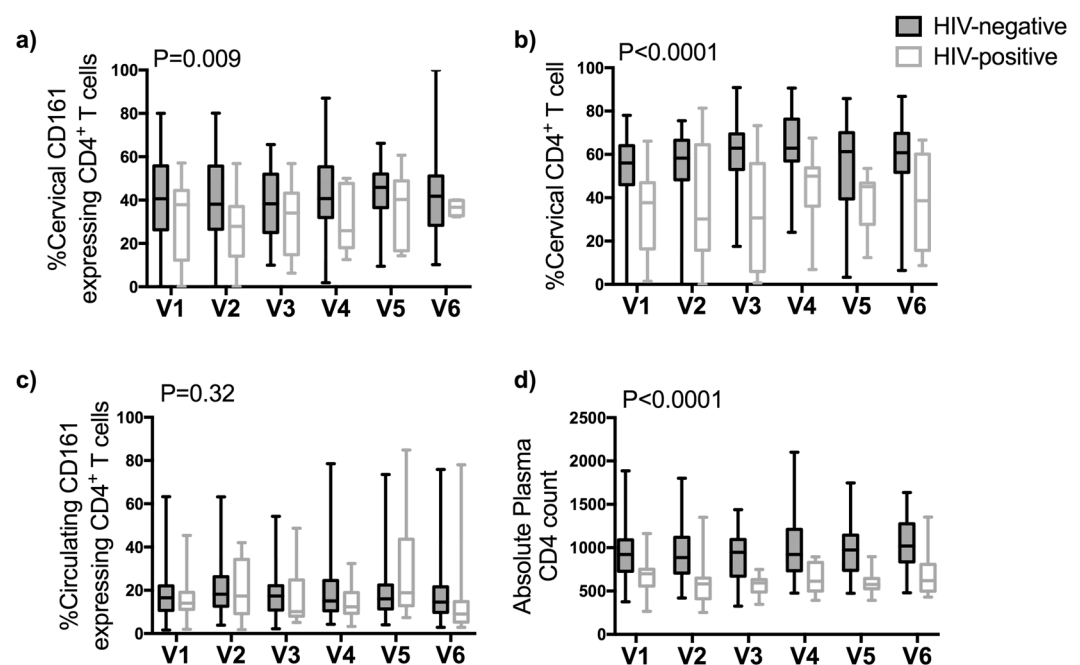 HIV-negative
HIV-positive
a)
P=0.009
%Cervical CD161
expressing CD4+ T cells
100
80
60
40
20
0
V1 V2 V3 V4 V5 V6
b)
P<0.0001
%Cervical CD4+ T cell
100
80
60
40
20
0
V1 V2 V3 V4 V5 V6
c)
P=0.32
%Circulating CD161
expressing CD4+ T cells
100
80
60
40
20
0
V1 V2 V3 V4 V5 V6
d)
P<0.0001
Absolute Plasma
CD4 count
2500
2000
1500
1000
500
0
V1 V2 V3 V4 V5 V6